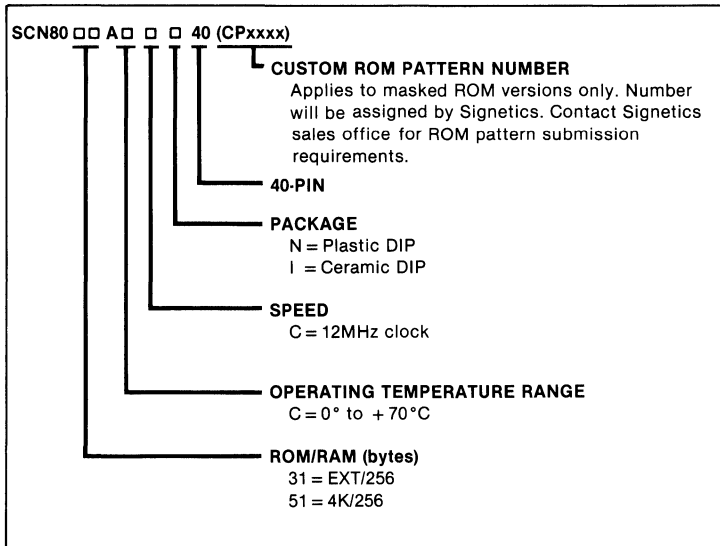 SCN80 □□ A□ □ □ 40 (CPxxxx)
CUSTOM ROM PATTERN NUMBER
Applies to masked ROM versions only. Number
will be assigned by Signetics. Contact Signetics
sales office for ROM pattern submission
requirements.
40-PIN
PACKAGE
N = Plastic DIP
I = Ceramic DIP
SPEED
C = 12MHz clock
OPERATING TEMPERATURE RANGE
C = 0° to +70°C
ROM/RAM (bytes)
31 = EXT/256
51 = 4K/256